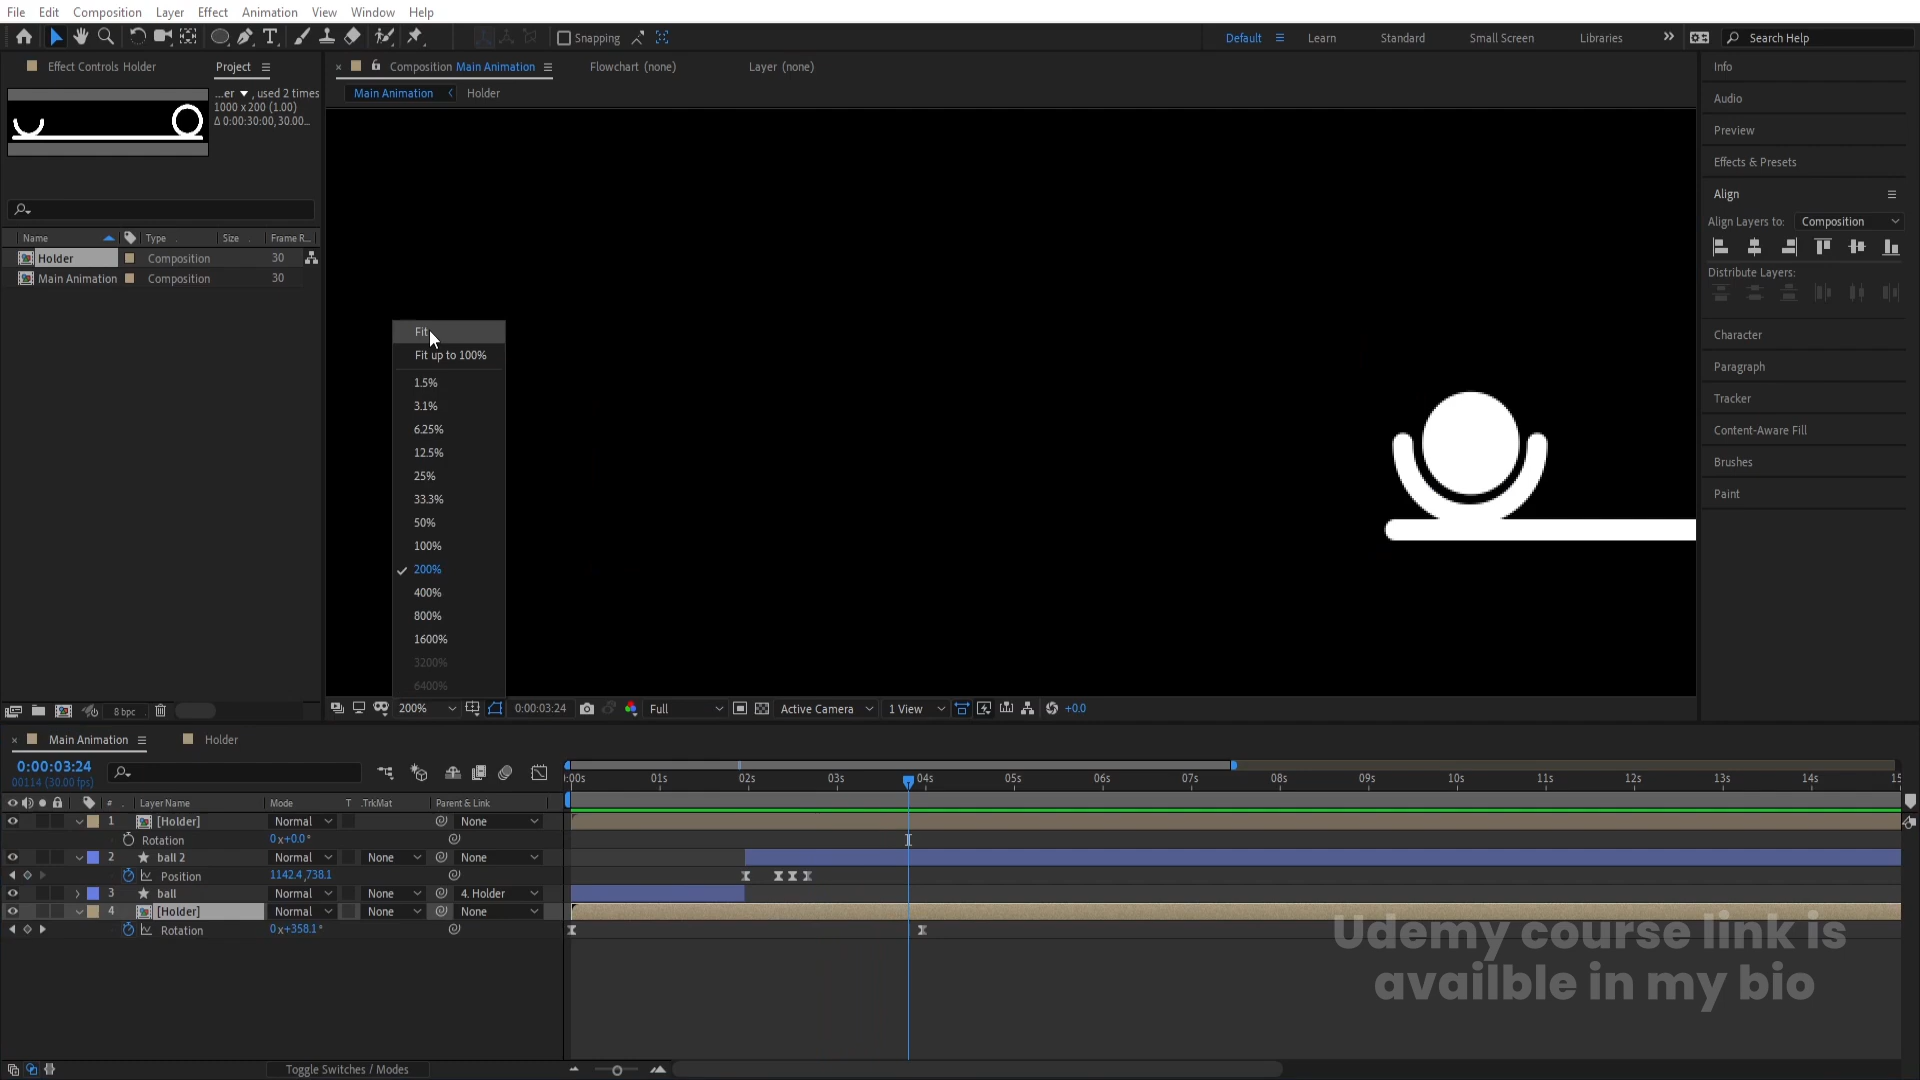 File Edit Composition Layer Effect Animation View Window Help
Snapping
Default Learn Standard Small Screen Libraries Search Help
Effect Controls Holder Project
...er , used 2 times
1000 x 200 (1.00)
Δ 0:00:30:00, 30.00...
Name Type Size Frame R...
Holder Composition 30
Main Animation Composition 30
8 bpc
Composition Main Animation Flowchart (none) Layer (none)
Main Animation Holder
Fit
Fit up to 100%
1.5%
3.1%
6.25%
12.5%
25%
33.3%
50%
100%
200%
400%
800%
1600%
3200%
6400%
200% 0:00:03:24 Full Active Camera 1 View +0.0
Info
Audio
Preview
Effects & Presets
Align
Align Layers to: Composition
Distribute Layers:
Character
Paragraph
Tracker
Content-Aware Fill
Brushes
Paint
Main Animation Holder
0:00:03:24
00114 (30.00 fps)
:00s 01s 02s 03s 04s 05s 06s 07s 08s 09s 10s 11s 12s 13s 14s 15
# Layer Name Mode T .TrkMat Parent & Link
1 [Holder] Normal None
Rotation 0x+0.0°
2 ball 2 Normal None None
Position 1142.4,738.1
3 ball Normal None 4. Holder
4 [Holder] Normal None None
Rotation 0x+358.1°
Toggle Switches / Modes
Udemy course link is
availble in my bio